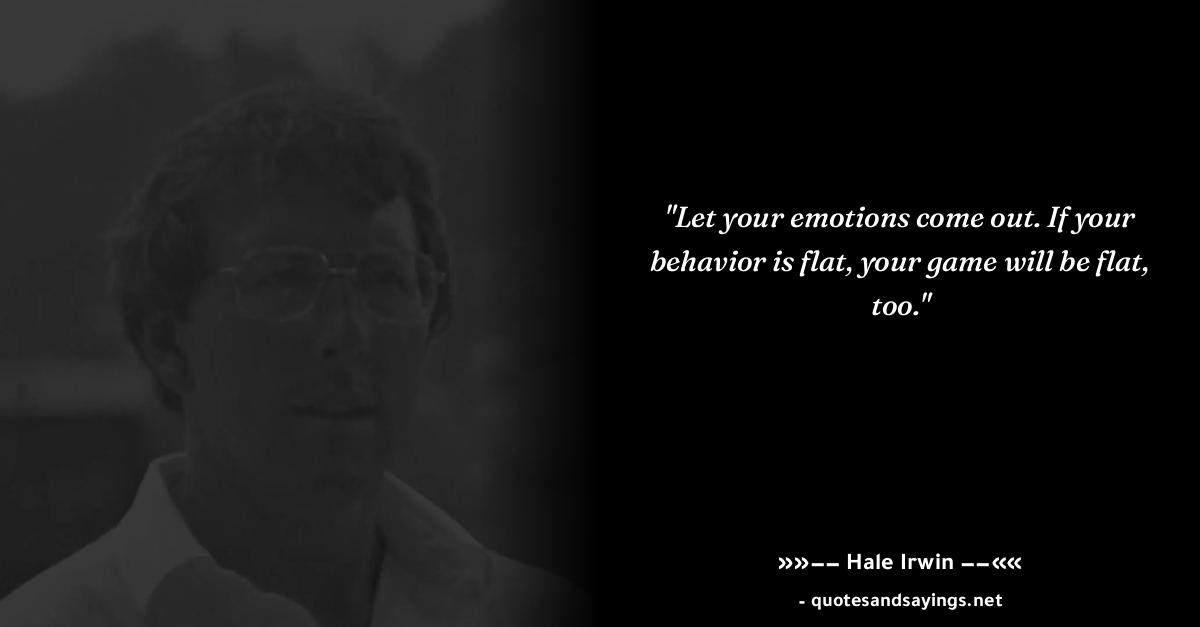 "Let your emotions come out. If your
behavior is flat, your game will be flat,
too."
»»−− Hale Irwin −−««
- quotesandsayings.net